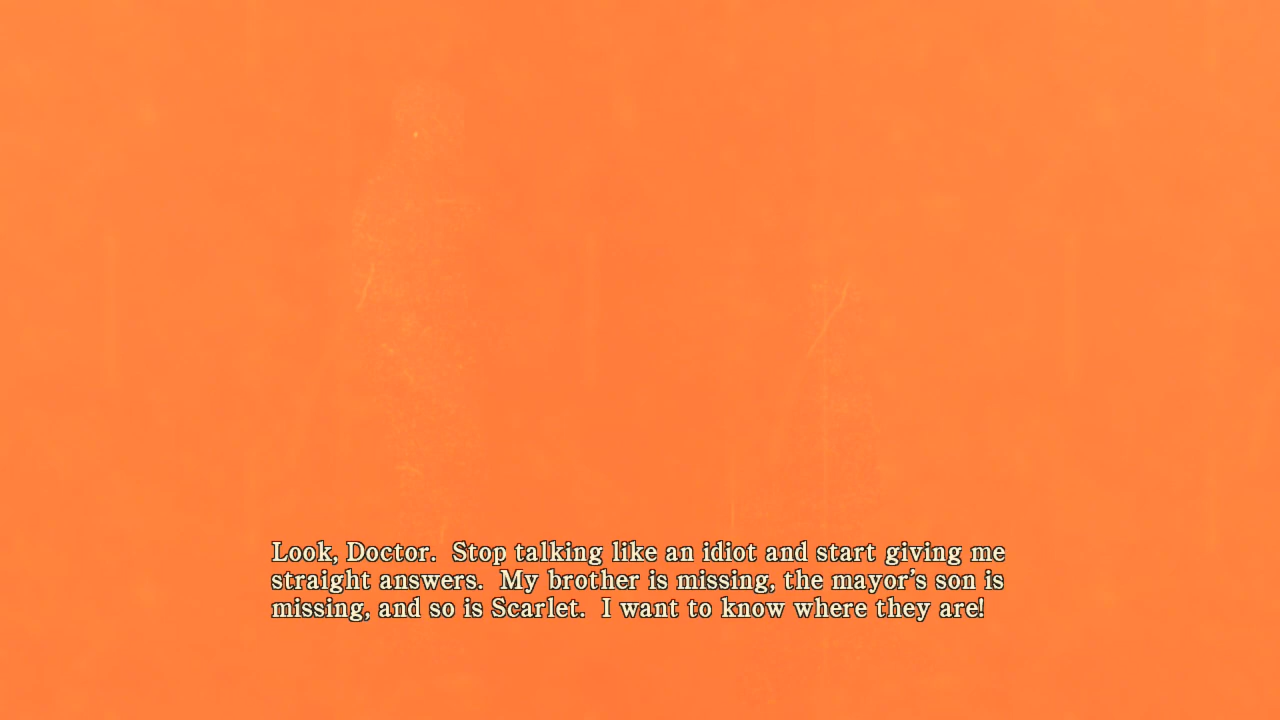 Look, Doctor.  Stop talking like an idiot and start giving me
straight answers.  My brother is missing, the mayor's son is
missing, and so is Scarlet.  I want to know where they are!